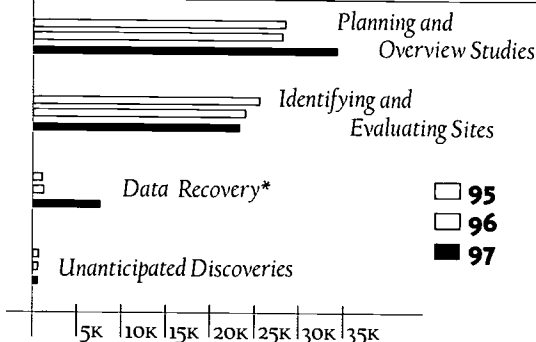 Planning and
Overview Studies
Identifying and
Evaluating Sites
Data Recovery*
95
96
97
Unanticipated Discoveries
5K 10K 15K 20K 25K 30K 35K